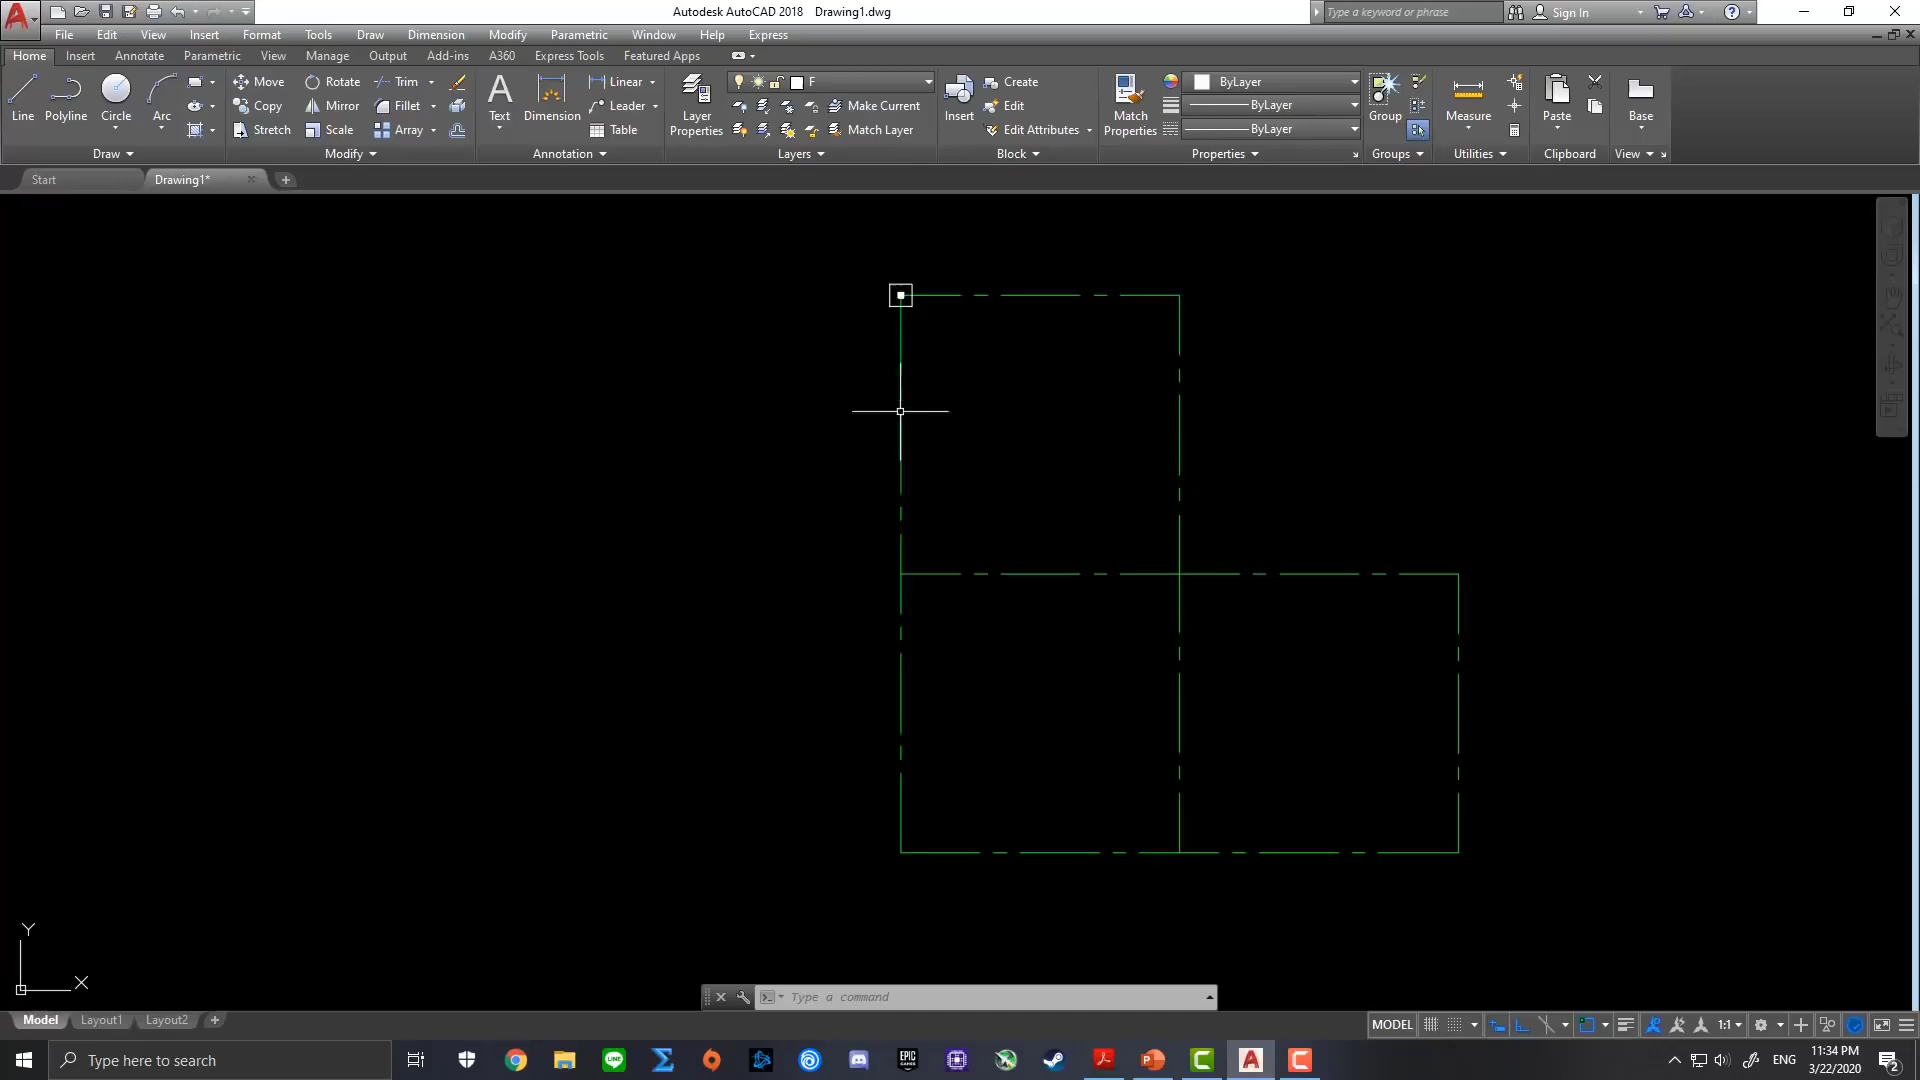 Autodesk AutoCAD 2018 Drawing1.dwg
Type a keyword or phrase
Sign In
File Edit View Insert Format Tools Draw Dimension Modify Parametric Window Help Express
Home Insert Annotate Parametric View Manage Output Add-ins A360 Express Tools Featured Apps
Line Polyline Circle Arc
Draw
Move Rotate Trim
Copy Mirror Fillet
Stretch Scale Array
Modify
Text Dimension
Linear
Leader
Table
Annotation
Layer Properties
F
Make Current
Match Layer
Layers
Insert
Create
Edit
Edit Attributes
Block
Match Properties
ByLayer
ByLayer
ByLayer
Properties
Group
Groups
Measure
Utilities
Paste
Clipboard
Base
View
Start Drawing1*
Y
X
Type a command
Model Layout1 Layout2
MODEL 1:1
Type here to search
EPIC GAMES
ENG
11:34 PM
3/22/2020
2